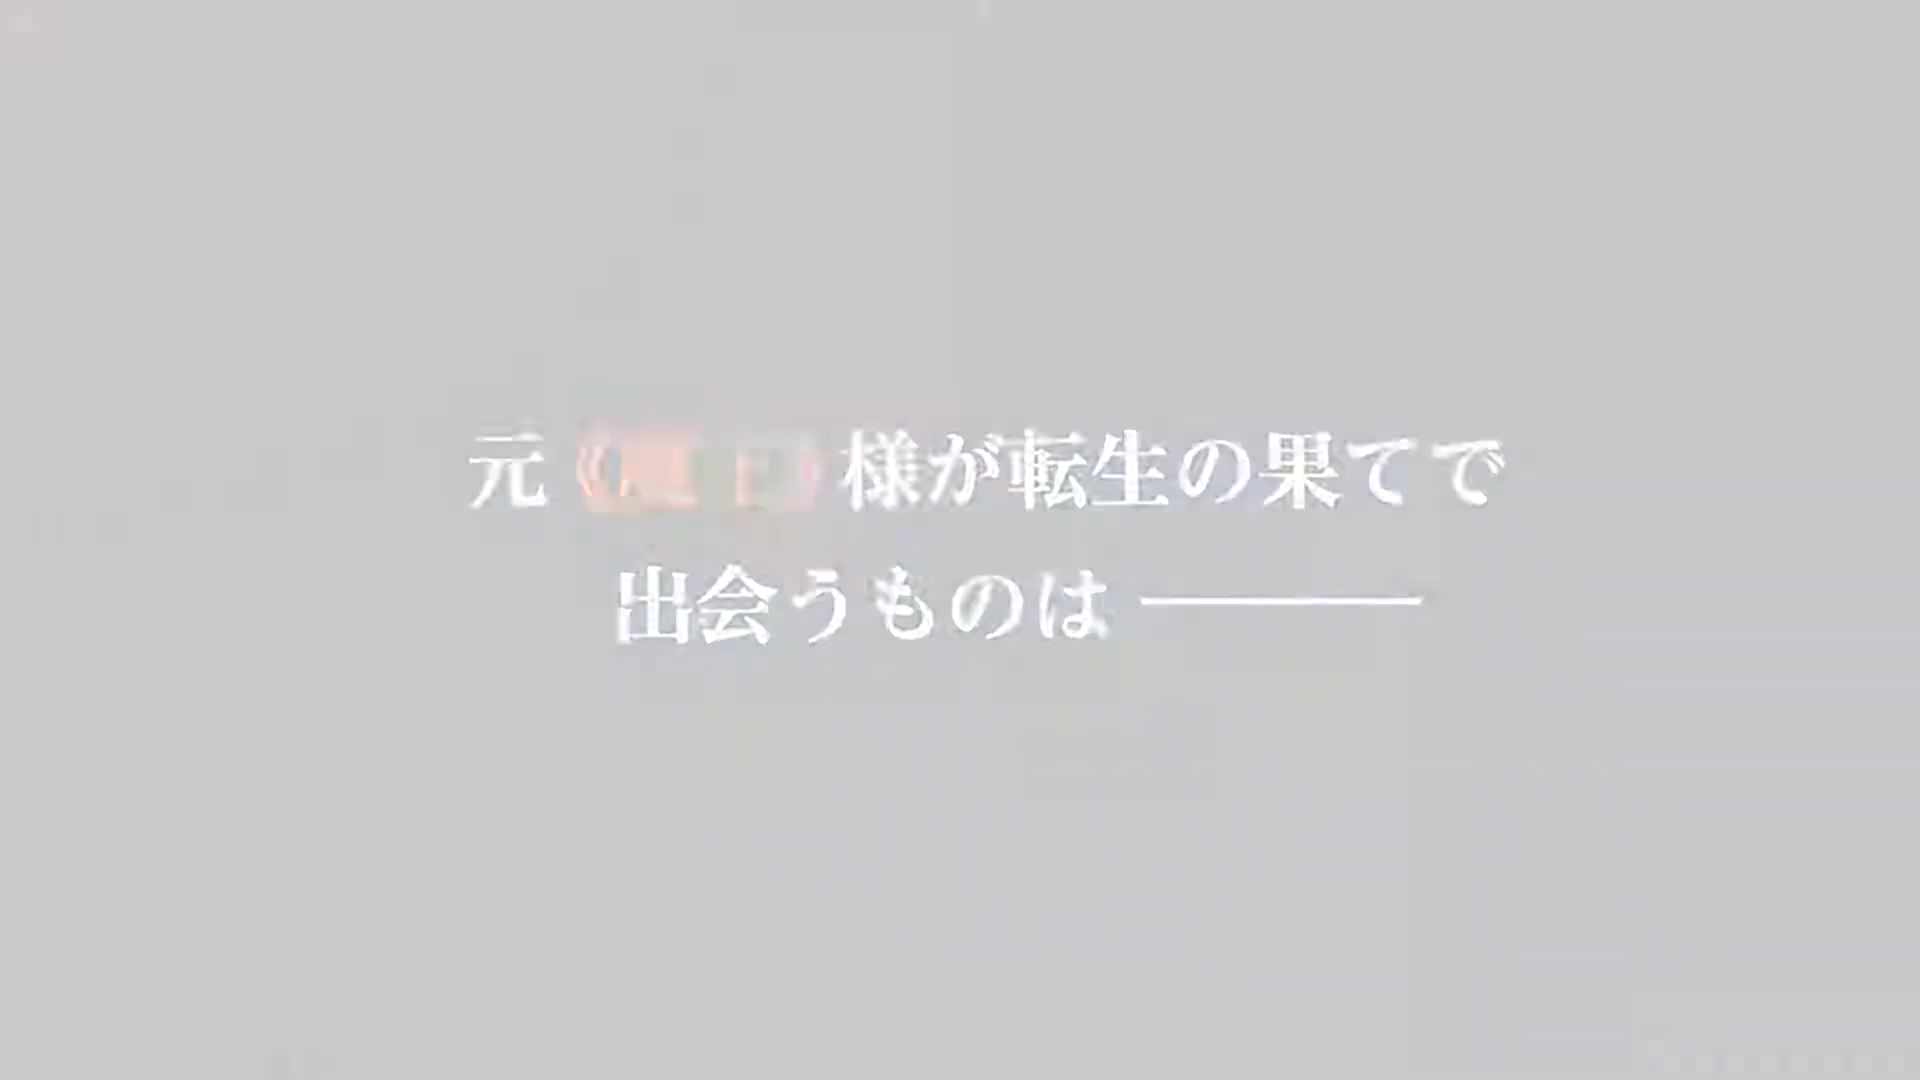 元 様が転生の果てで
出会うものは ────